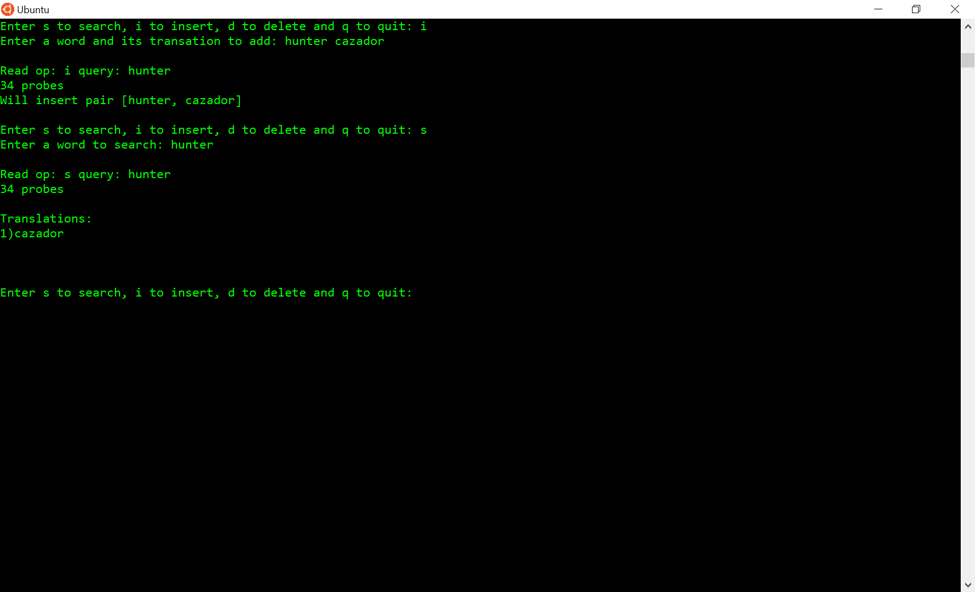 Ubuntu
Enter s to search, i to insert, d to delete and q to quit: i
Enter a word and its transation to add: hunter cazador
Read op: i query: hunter
34 probes
Will insert pair [hunter, cazador]
Enter s to search, i to insert, d to delete and q to quit: s
Enter a word to search: hunter
Read op: s query: hunter
34 probes
Translations:
1)cazador
Enter s to search, i to insert, d to delete and q to quit: